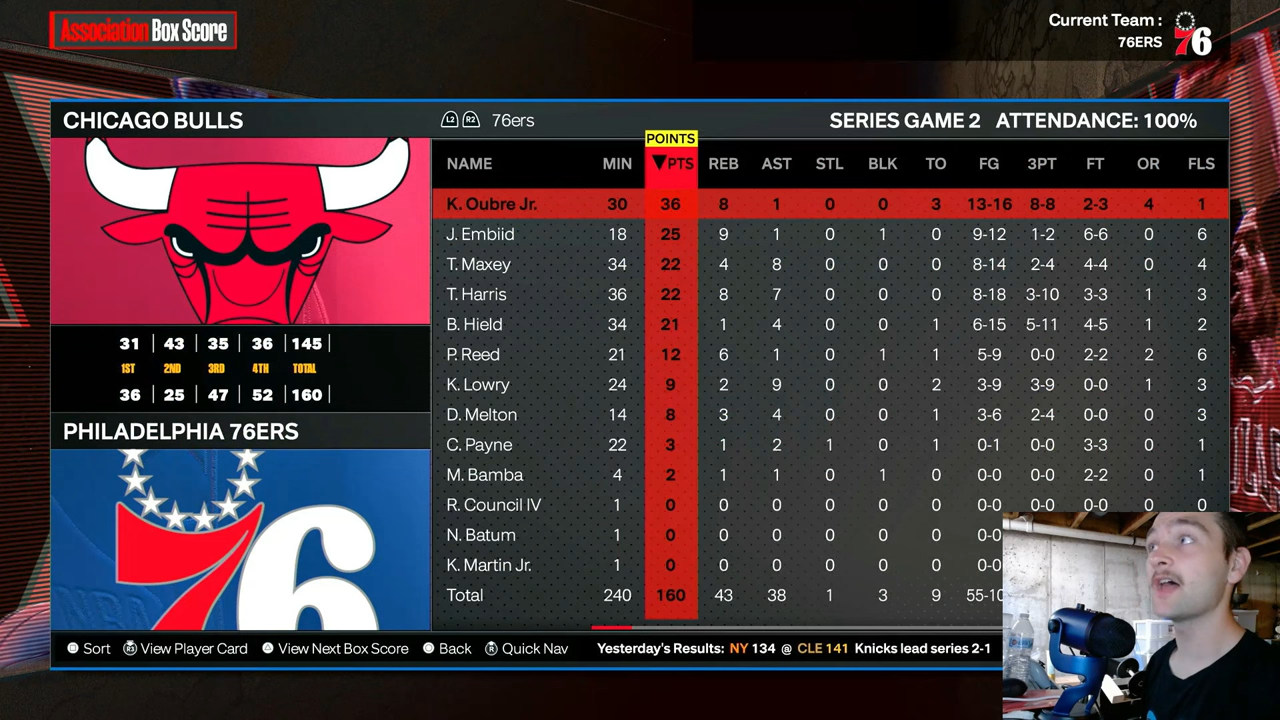 Association Box Score
Current Team :
76ERS
76
CHICAGO BULLS
L2 R2 76ers
SERIES GAME 2 ATTENDANCE: 100%
POINTS
NAME MIN PTS REB AST STL BLK TO FG 3PT FT OR FLS
K. Oubre Jr. 30 36 8 1 0 0 3 13-16 8-8 2-3 4 1
J. Embiid 18 25 9 1 0 1 0 9-12 1-2 6-6 0 6
T. Maxey 34 22 4 8 0 0 0 8-14 2-4 4-4 0 4
T. Harris 36 22 8 7 0 0 0 8-18 3-10 3-3 1 3
B. Hield 34 21 1 4 0 0 1 6-15 5-11 4-5 1 2
P. Reed 21 12 6 1 0 1 1 5-9 0-0 2-2 2 6
K. Lowry 24 9 2 9 0 0 2 3-9 3-9 0-0 1 3
D. Melton 14 8 3 4 0 0 1 3-6 2-4 0-0 0 3
C. Payne 22 3 1 2 1 0 1 0-1 0-0 3-3 0 1
M. Bamba 4 2 1 1 0 1 0 0-0 0-0 2-2 0 1
R. Council IV 1 0 0 0 0 0 0 0-0 0-0 0-0 0 0
N. Batum 1 0 0 0 0 0 0 0-0
K. Martin Jr. 1 0 0 0 0 0 0 0-0
Total 240 160 43 38 1 3 9 55-10
31 43 35 36 145
1ST 2ND 3RD 4TH TOTAL
36 25 47 52 160
PHILADELPHIA 76ERS
76
Sort R3 View Player Card View Next Box Score Back R Quick Nav
Yesterday's Results: NY 134 @ CLE 141 Knicks lead series 2-1